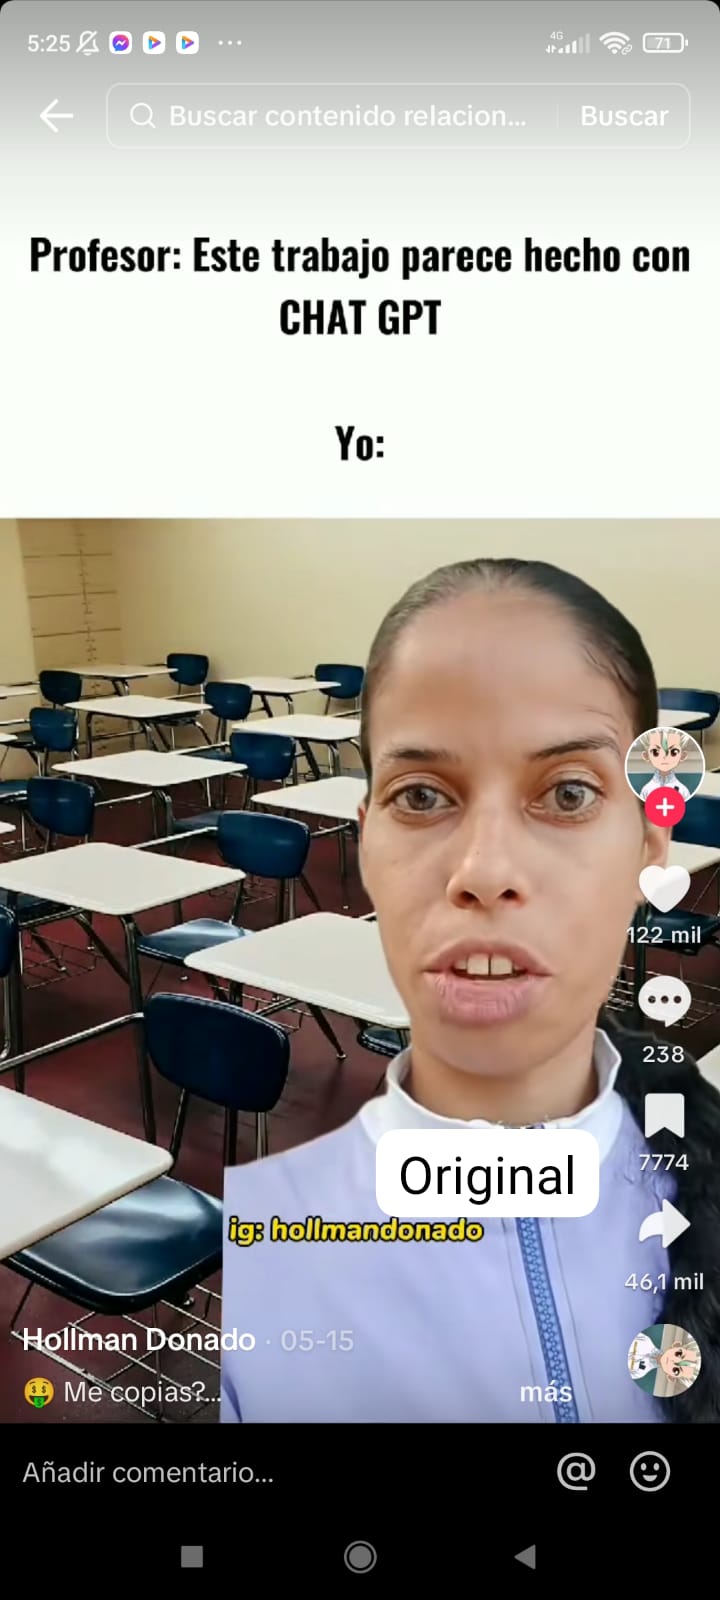 5:25
4G
71
Buscar contenido relacion...
Buscar
Profesor: Este trabajo parece hecho con
CHAT GPT
Yo:
122 mil
238
7774
Original
ig: hollmandonado
46,1 mil
Hollman Donado · 05-15
🤑 Me copias?... más
Añadir comentario...